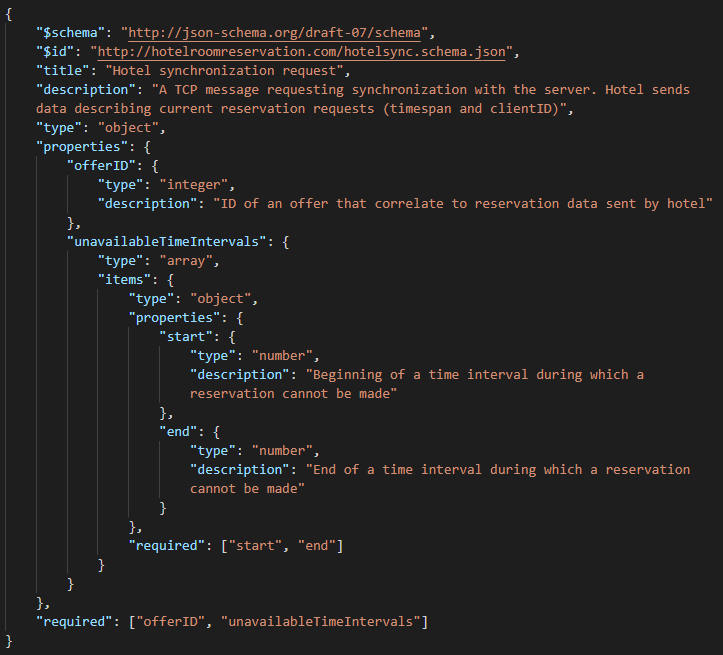 {
"$schema": "http://json-schema.org/draft-07/schema",
"$id": "http://hotelroomreservation.com/hotelsync.schema.json",
"title": "Hotel synchronization request",
"description": "A TCP message requesting synchronization with the server. Hotel sends
data describing current reservation requests (timespan and clientID)",
"type": "object",
"properties": {
"offerID": {
"type": "integer",
"description": "ID of an offer that correlate to reservation data sent by hotel"
},
"unavailableTimeIntervals": {
"type": "array",
"items": {
"type": "object",
"properties": {
"start": {
"type": "number",
"description": "Beginning of a time interval during which a
reservation cannot be made"
},
"end": {
"type": "number",
"description": "End of a time interval during which a reservation
cannot be made"
}
},
"required": ["start", "end"]
}
}
},
"required": ["offerID", "unavailableTimeIntervals"]
}